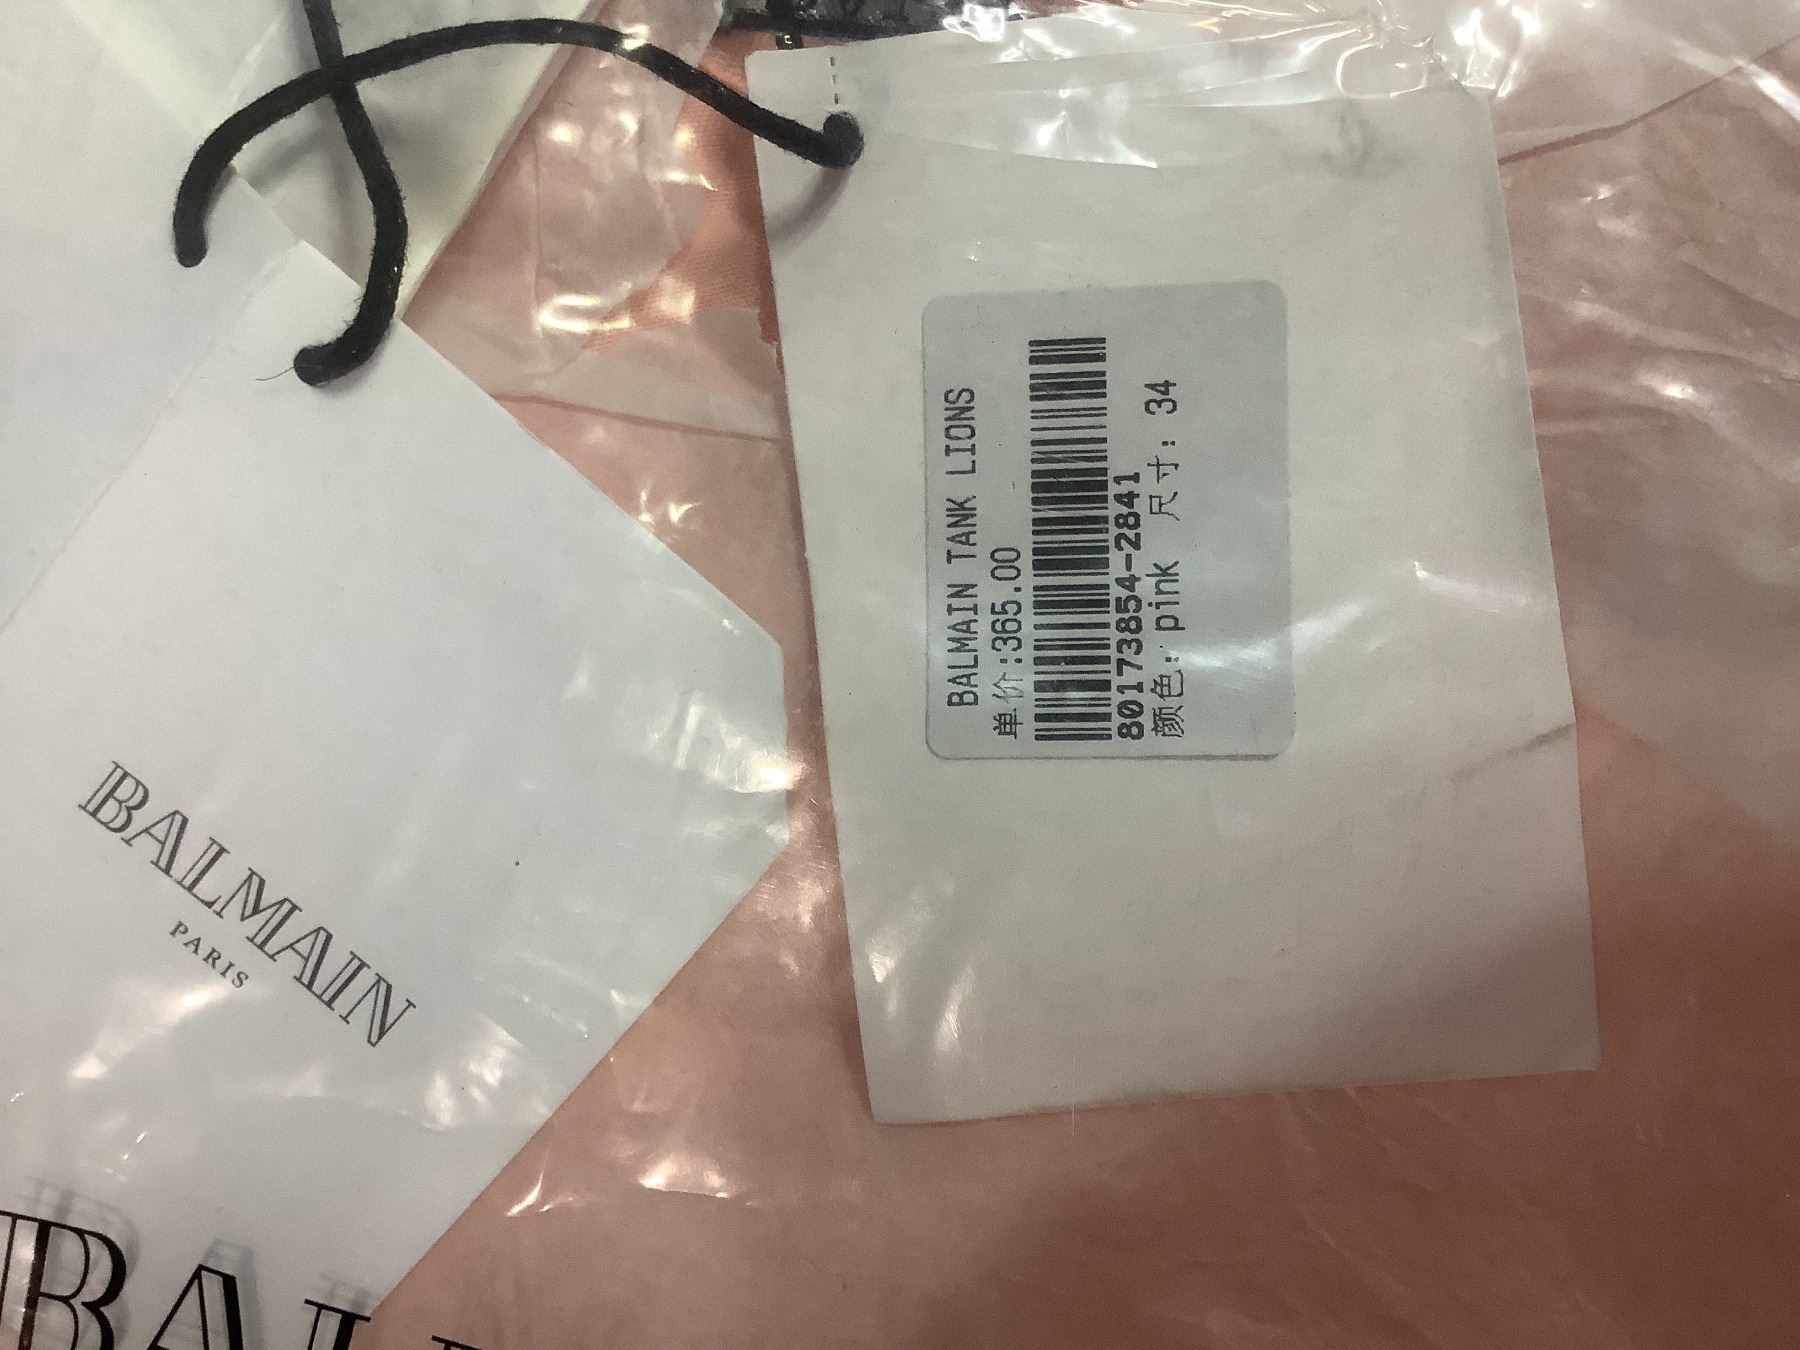 BALMAIN TANK LIONS
单价:365.00
80173854-2841
颜色: pink 尺寸: 34
BALMAIN
PARIS